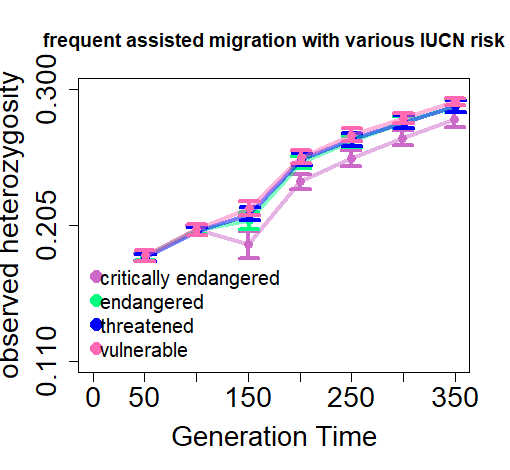 frequent assisted migration with various IUCN risk
observed heterozygosity
0.300
0.205
0.110
critically endangered
endangered
threatened
vulnerable
0 50 150 250 350
Generation Time